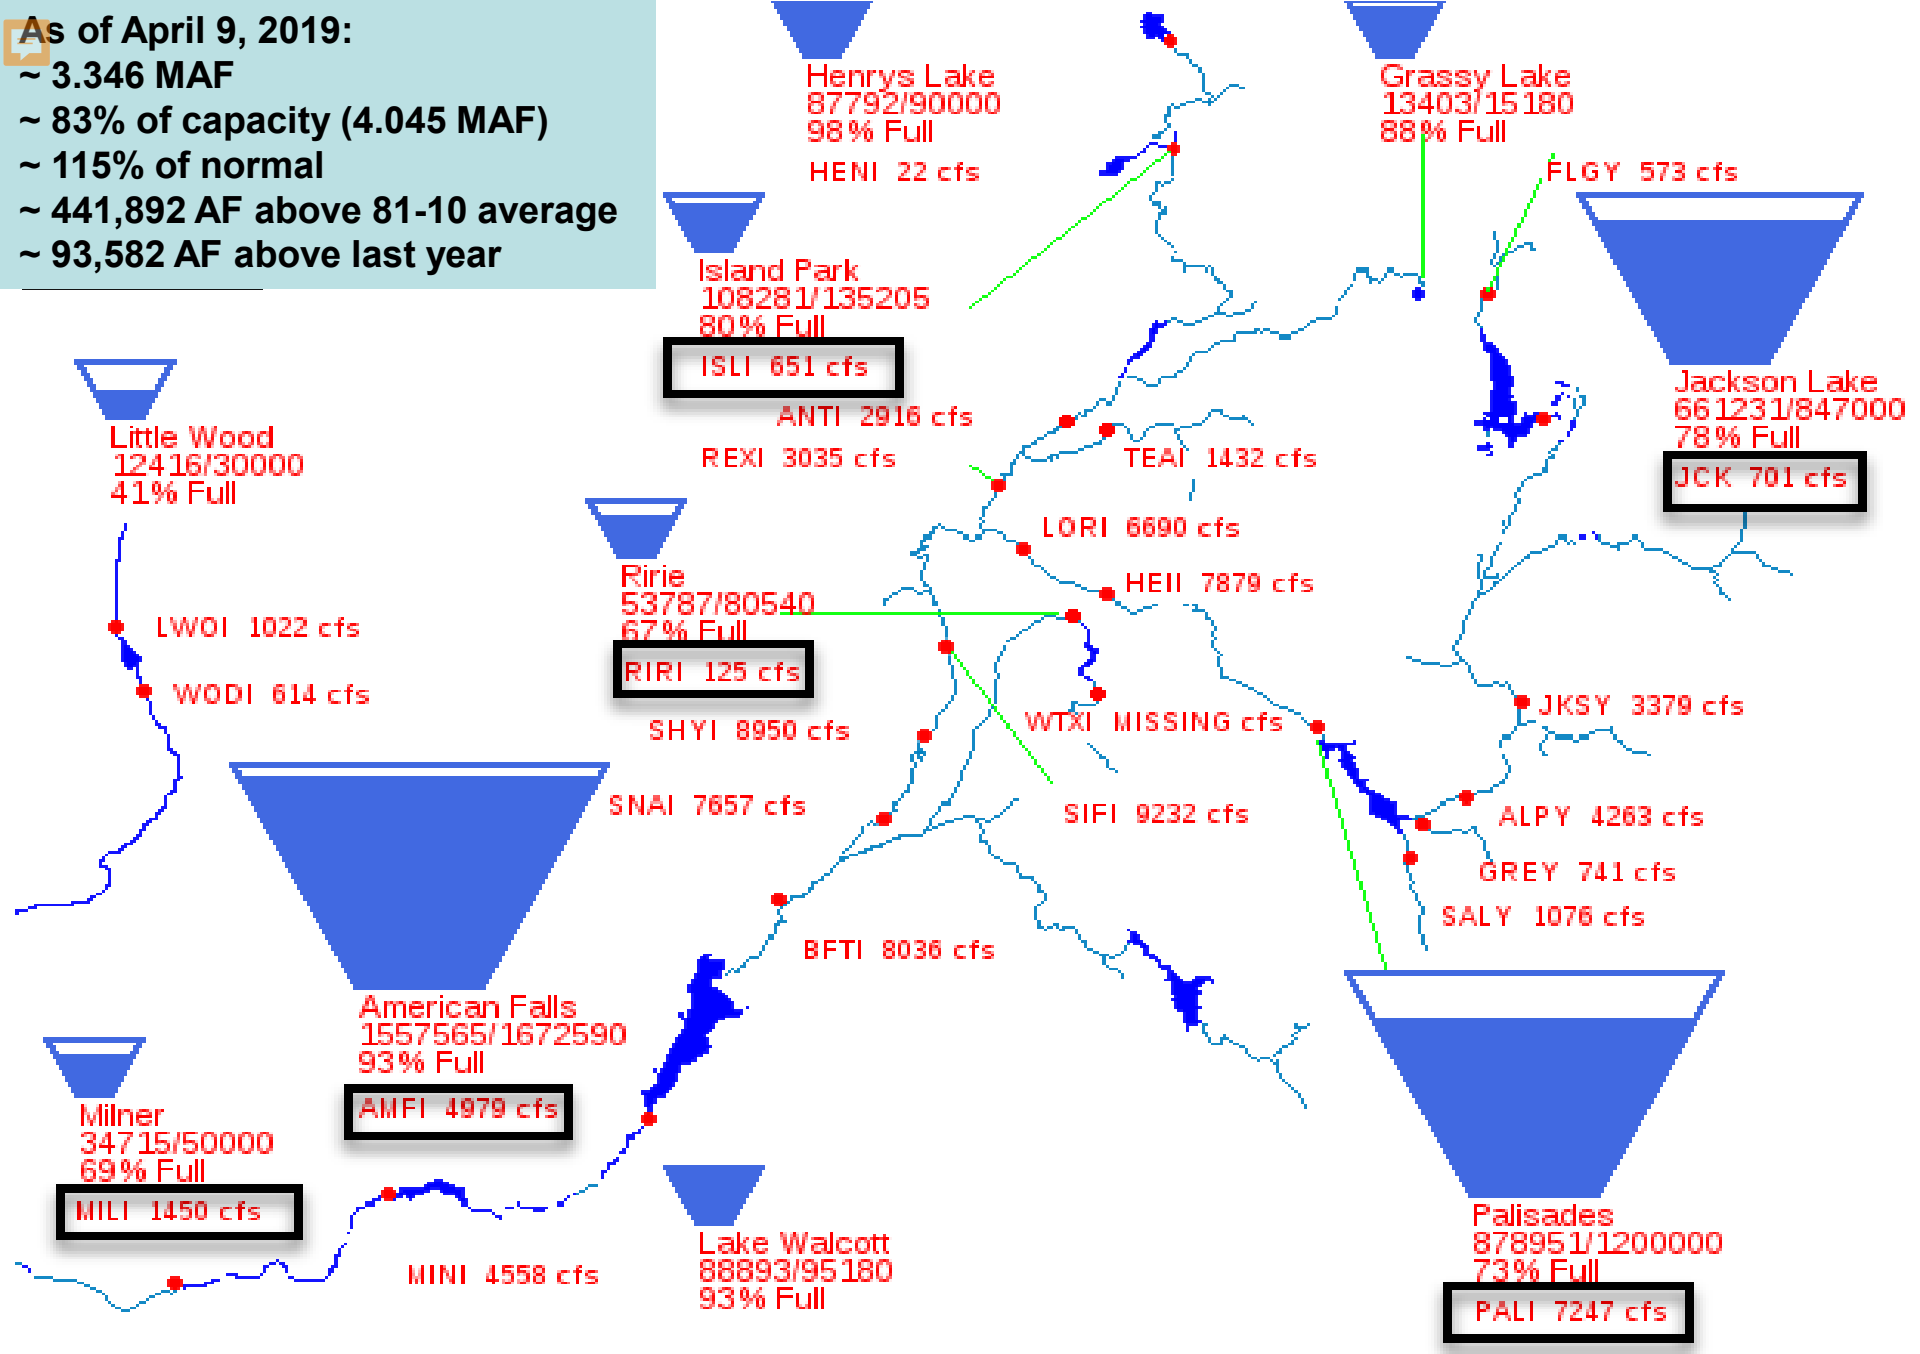 As of April 9, 2019:
~ 3.346 MAF
~ 83% of capacity (4.045 MAF)
~ 115% of normal
~ 441,892 AF above 81-10 average
~ 93,582 AF above last year
Henrys Lake
87792/90000
98% Full
HENI 22 cfs
Grassy Lake
13403/15180
88% Full
FLGY 573 cfs
Island Park
108281/135205
80% Full
ISLI 651 cfs
Jackson Lake
661231/847000
78% Full
JCK 701 cfs
ANTI 2916 cfs
REXI 3035 cfs
TEAI 1432 cfs
Little Wood
12416/30000
41% Full
LORI 6690 cfs
HEII 7879 cfs
Ririe
53787/80540
67% Full
RIRI 125 cfs
LWOI 1022 cfs
WODI 614 cfs
SHYI 8950 cfs
WTXI MISSING cfs
JKSY 3379 cfs
SNAI 7657 cfs
SIFI 9232 cfs
ALPY 4263 cfs
GREY 741 cfs
SALY 1076 cfs
BFTI 8036 cfs
American Falls
1557565/1672590
93% Full
AMFI 4979 cfs
Milner
34715/50000
69% Full
MILI 1450 cfs
MINI 4558 cfs
Lake Walcott
88893/95180
93% Full
Palisades
878951/1200000
73% Full
PALI 7247 cfs